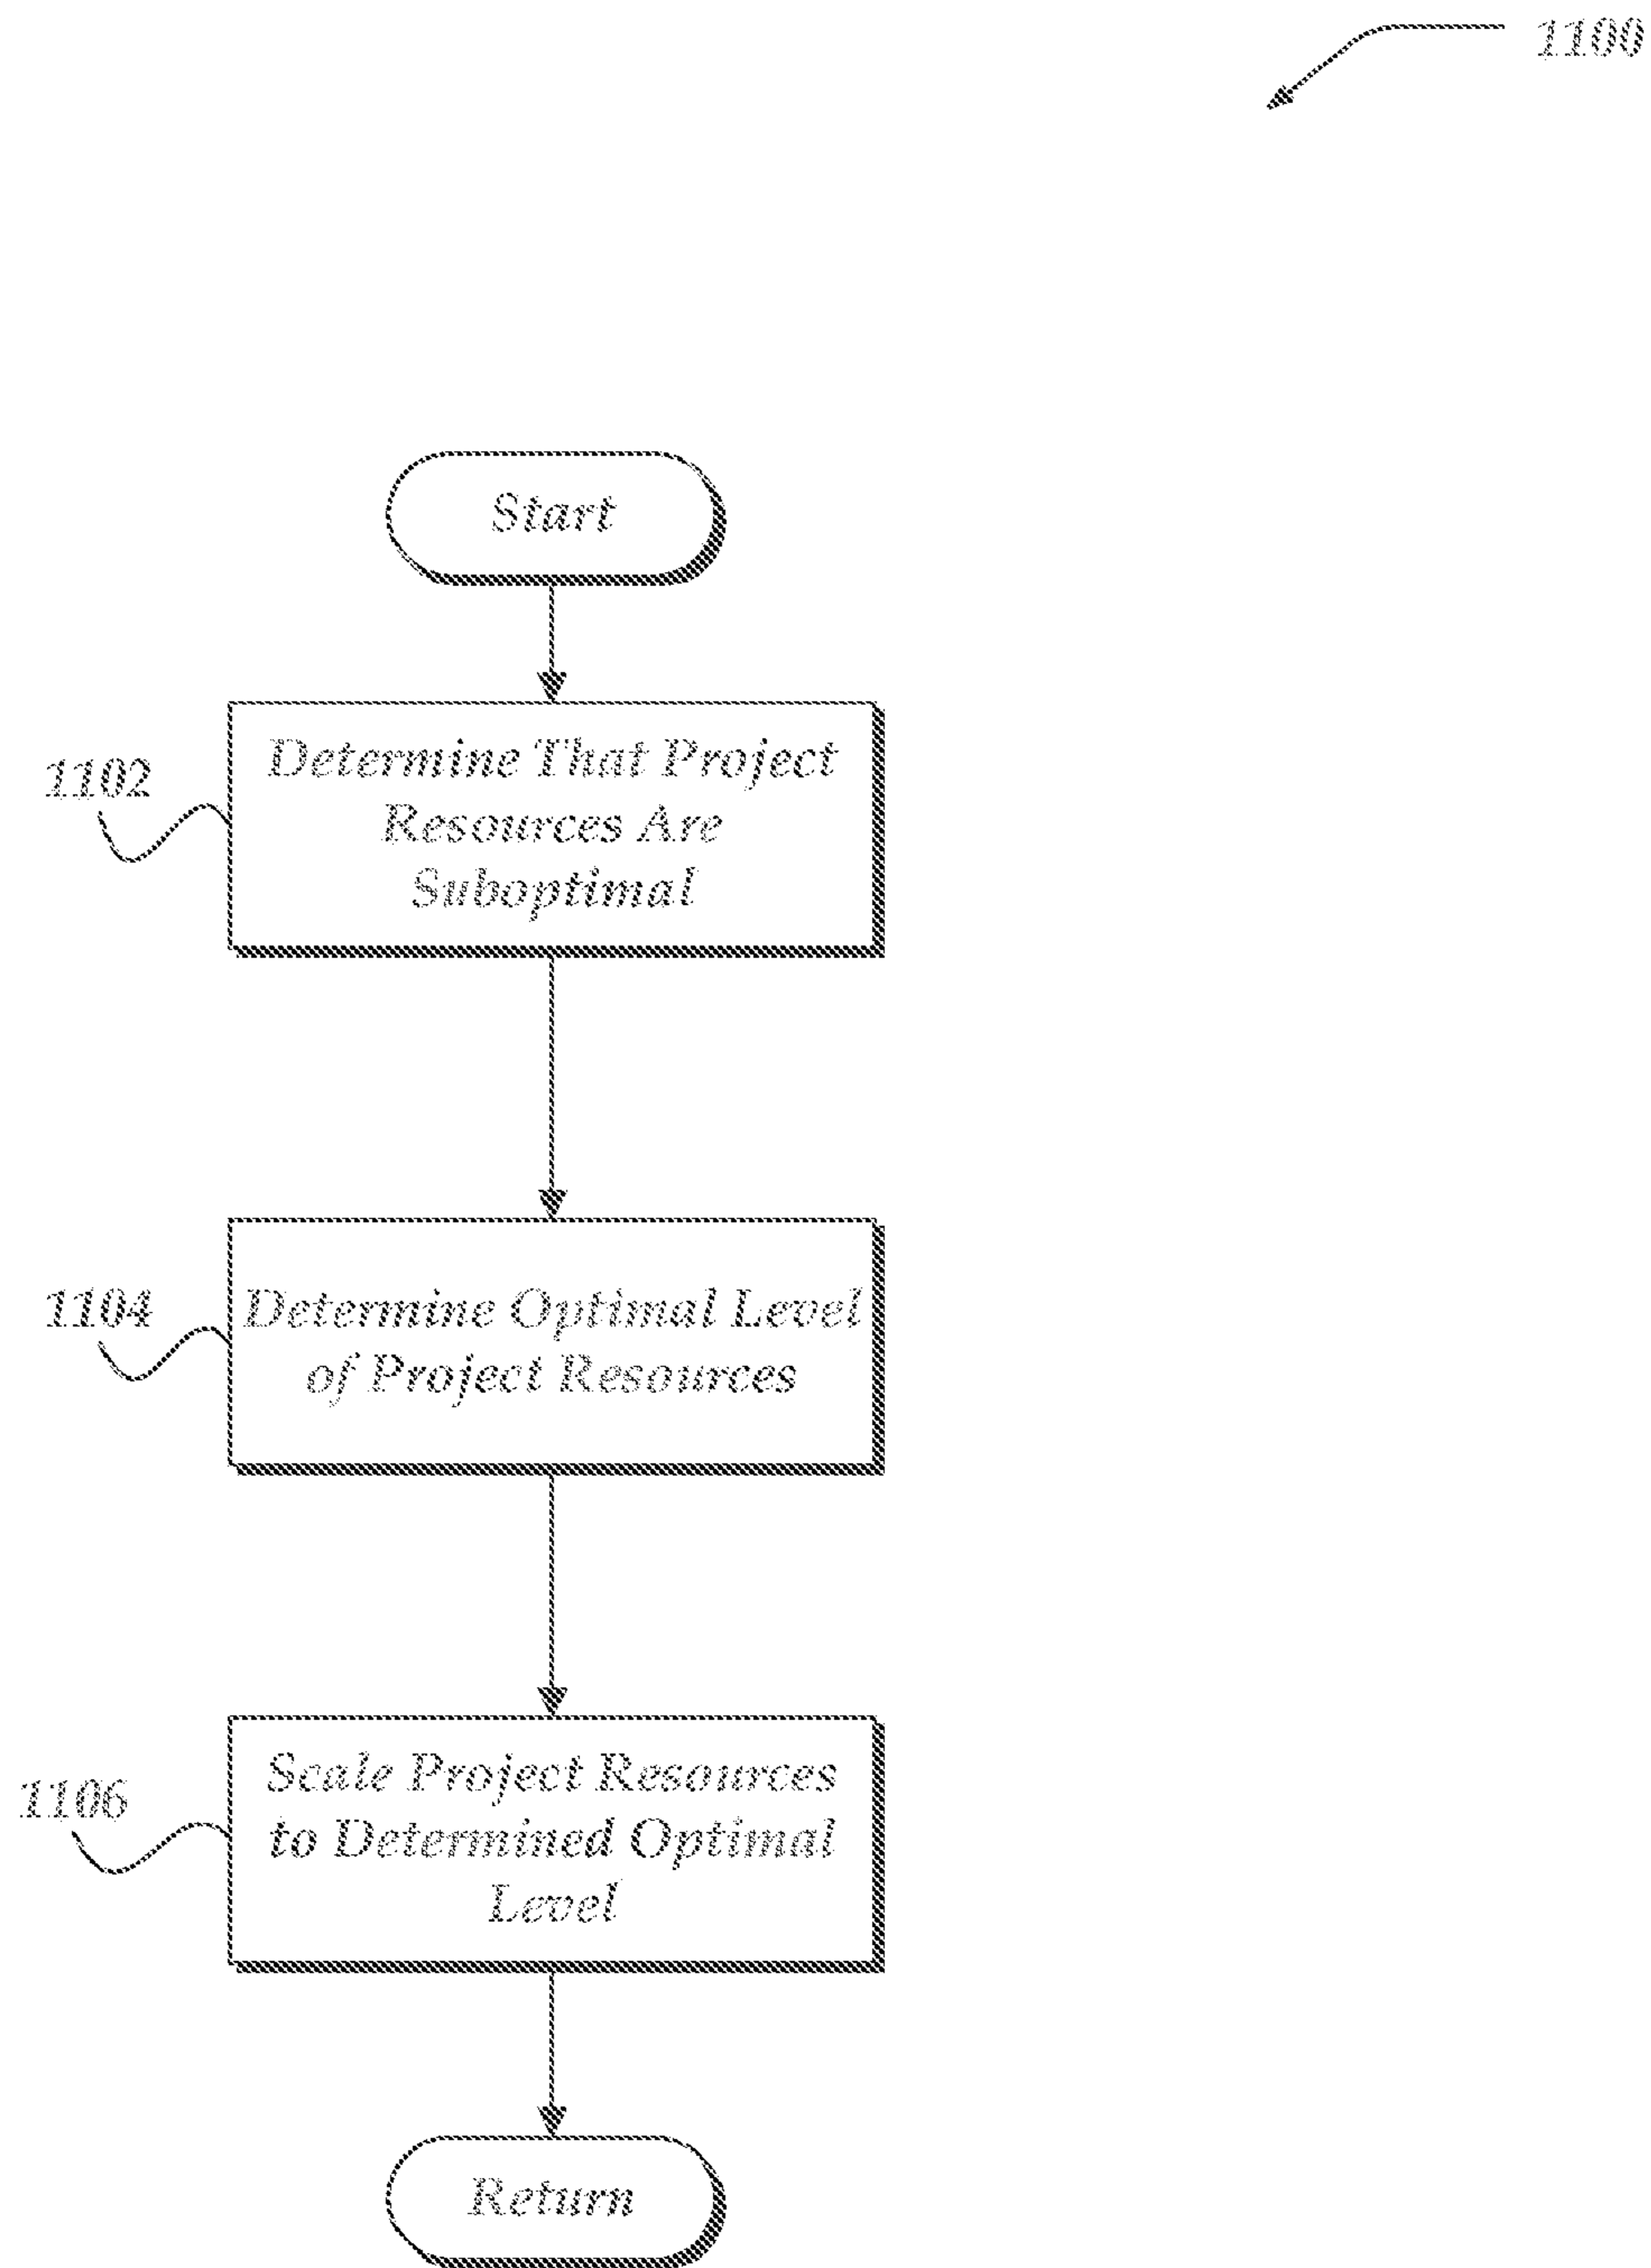 1100
Start
1102
Determine That Project
Resources Are
Suboptimal
1104
Determine Optimal Level
of Project Resources
1106
Scale Project Resources
to Determined Optimal
Level
Return